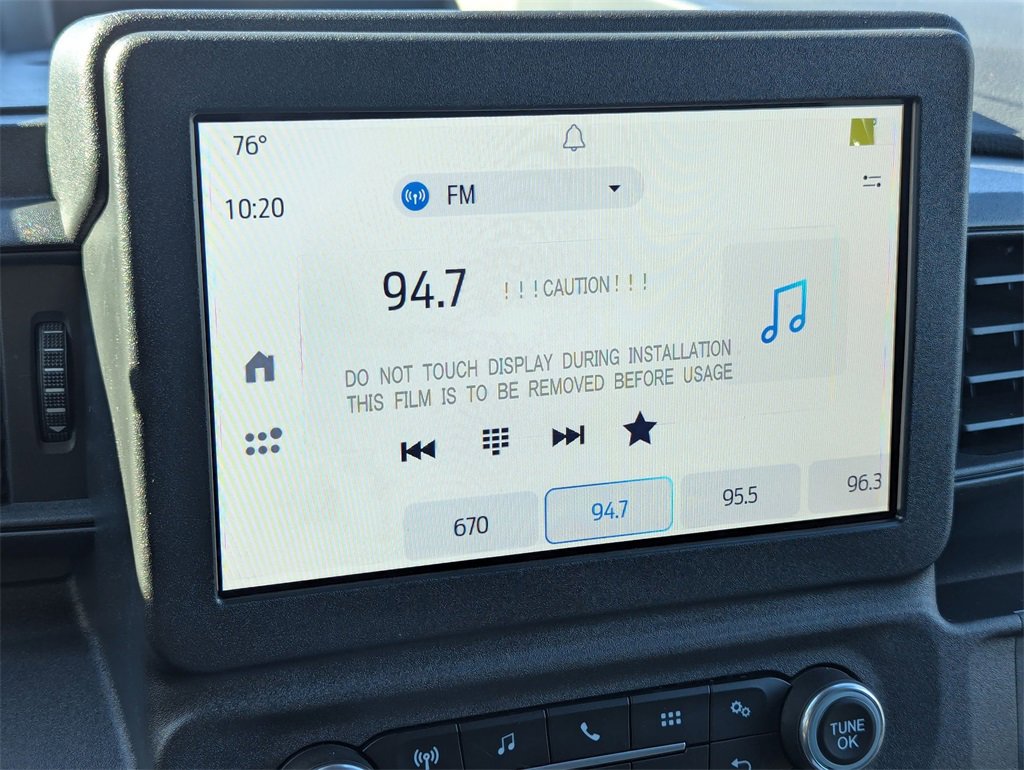 76°
10:20
FM
94.7
! ! ! CAUTION ! ! !
DO NOT TOUCH DISPLAY DURING INSTALLATION
THIS FILM IS TO BE REMOVED BEFORE USAGE
670
94.7
95.5
96.3
TUNE
OK